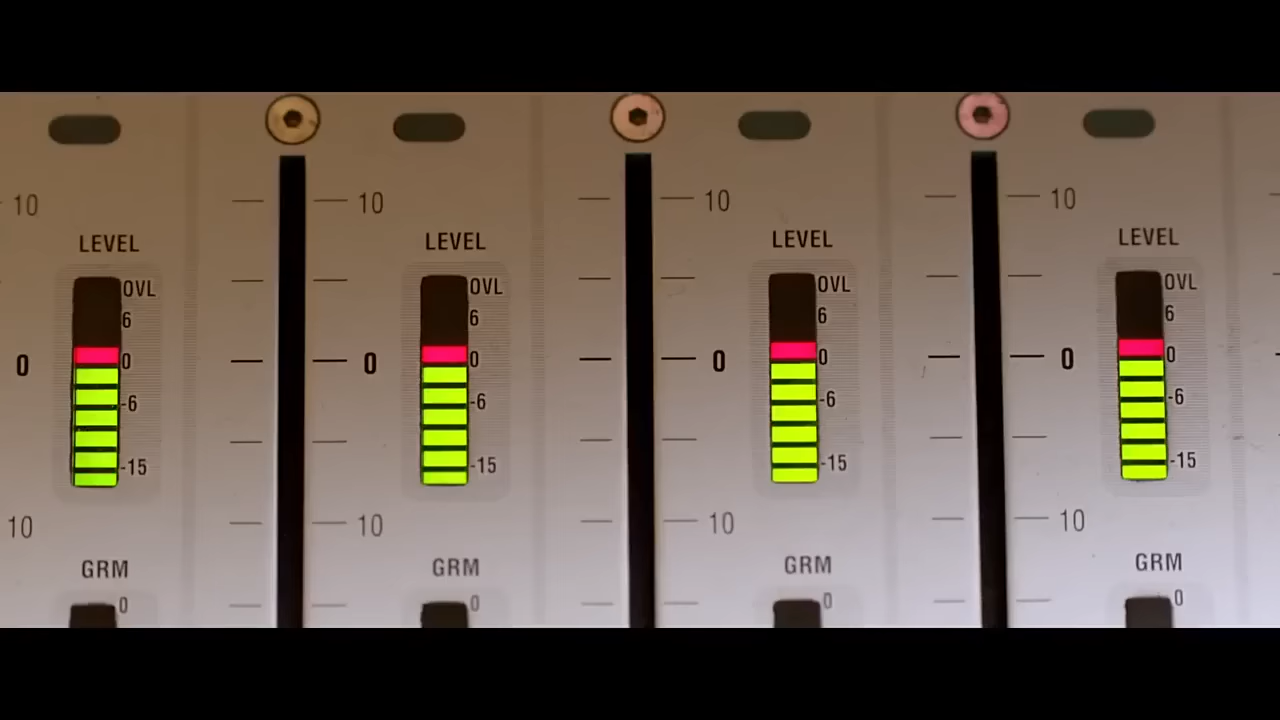 10 10 10 10
LEVEL LEVEL LEVEL LEVEL
OVL OVL OVL OVL
6 6 6 6
0 0 0 0 0 0 0 0
-6 -6 -6 -6
-15 -15 -15 -15
10 10 10 10
GRM GRM GRM GRM
0 0 0 0